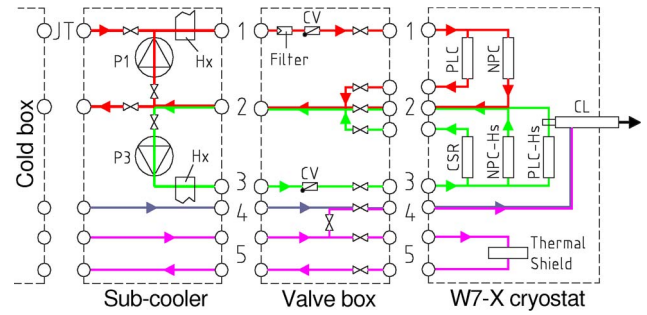 JT
1
CV
1
P1
Hx
Filter
PLC
NPC
2
2
CL
Cold box
P3
Hx
CV
CSR
NPC-Hs
PLC-Hs
3
3
4
4
5
5
Thermal
Shield
Sub-cooler
Valve box
W7-X cryostat